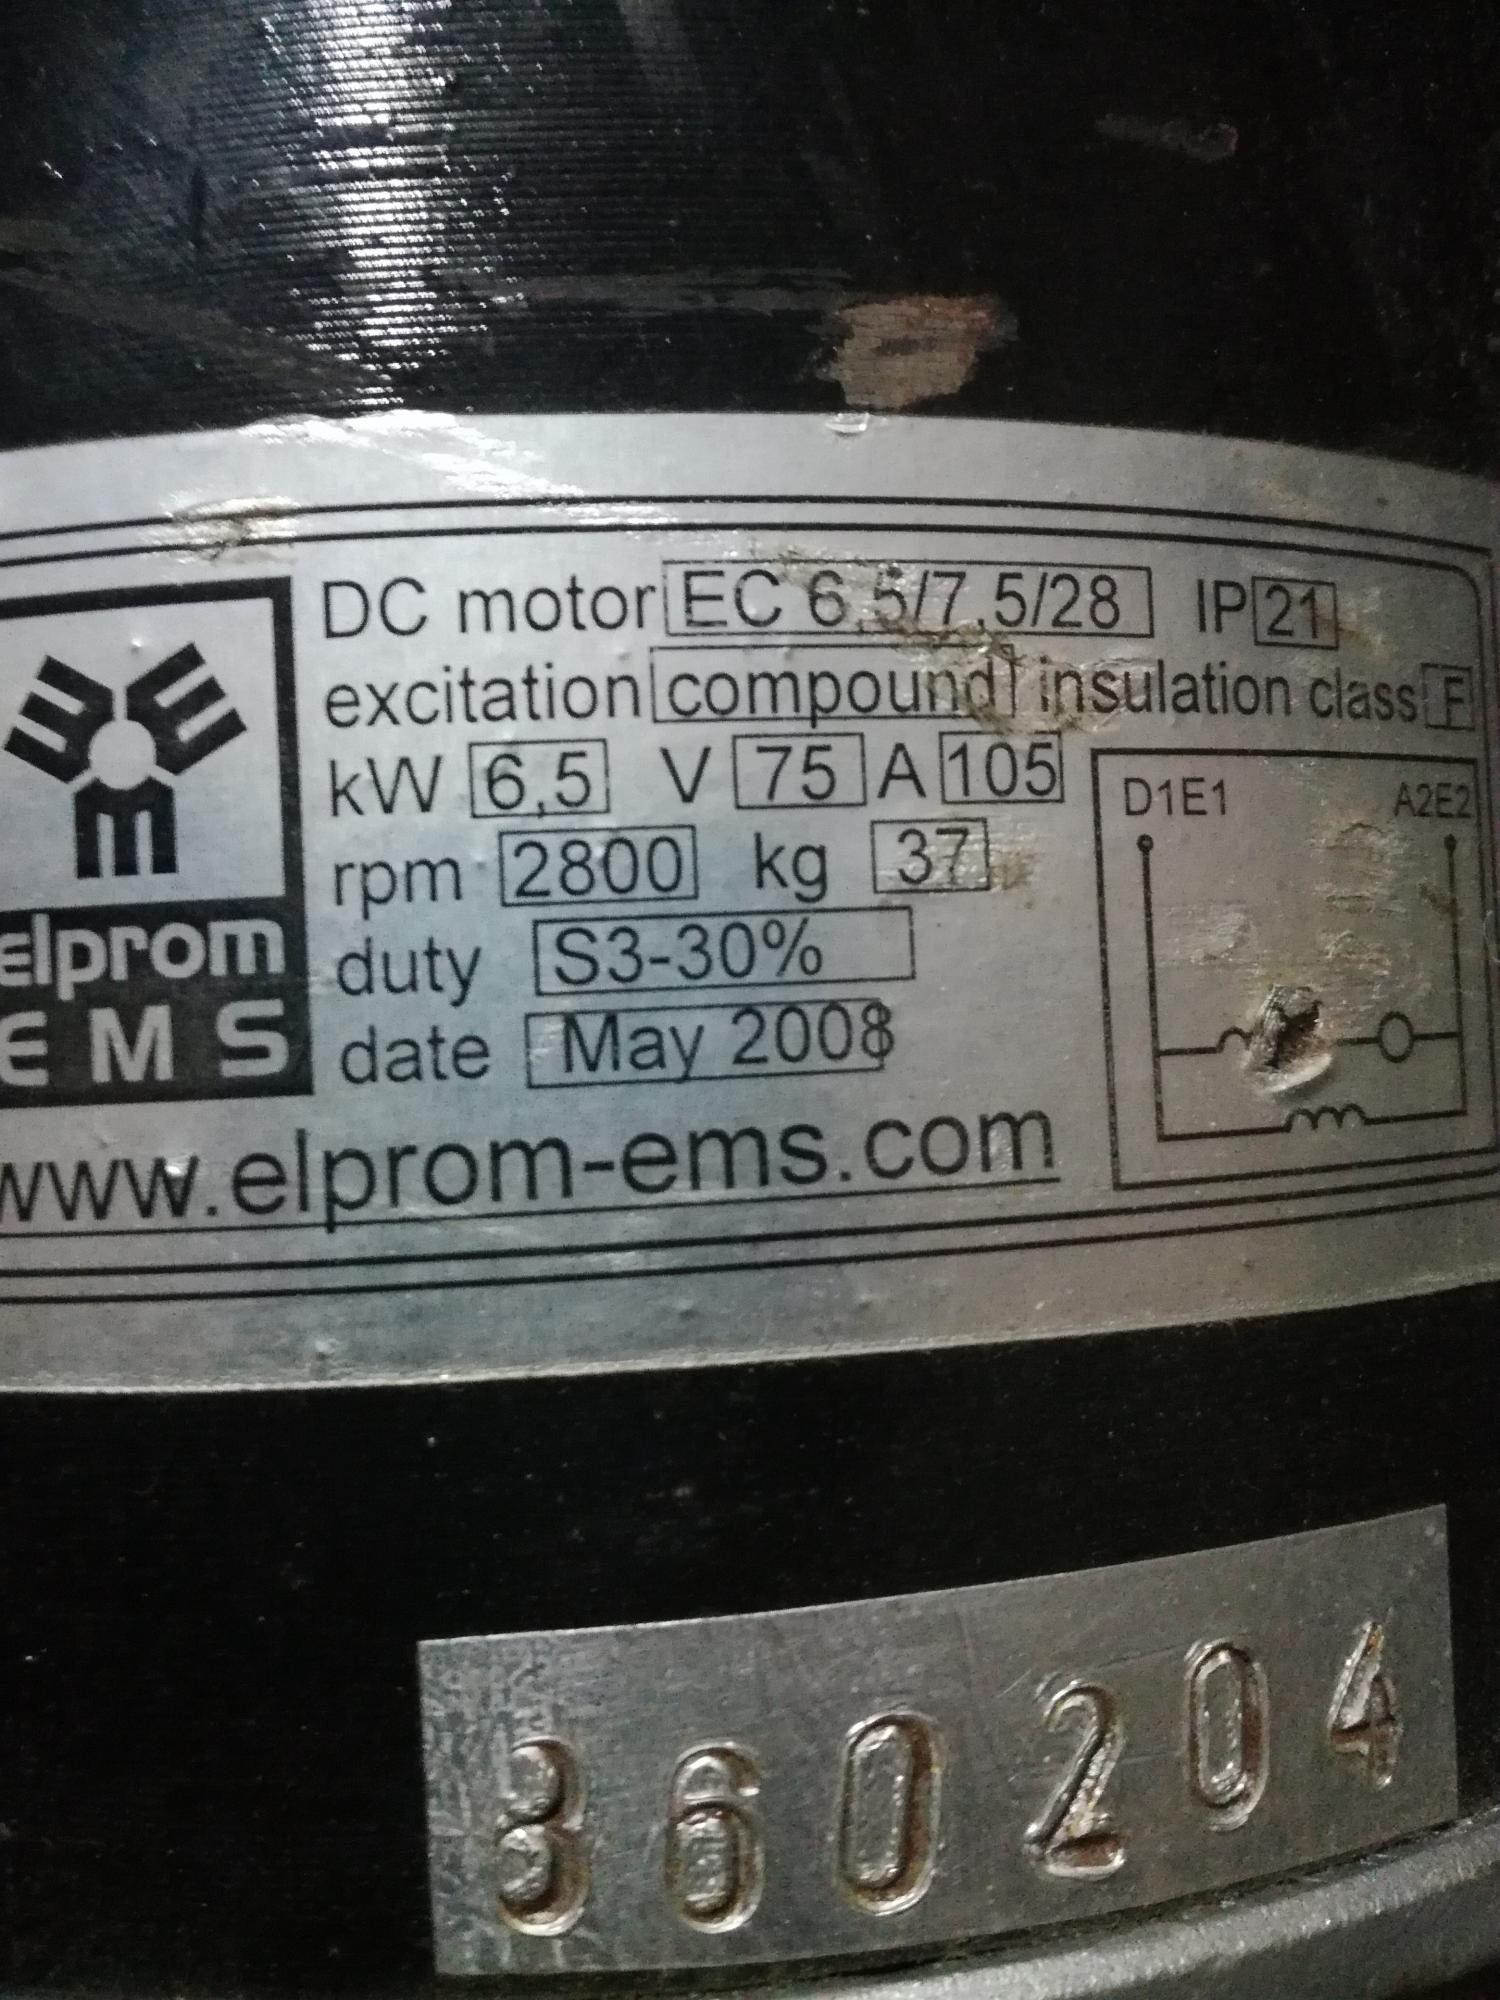 DC motor EC 6,5/7,5/28 IP 21
excitation compound insulation class F
kW 6,5 V 75 A 105
D1E1 A2E2
rpm 2800 kg 37
duty S3-30%
date May 2008
elprom
EMS
www.elprom-ems.com
360204